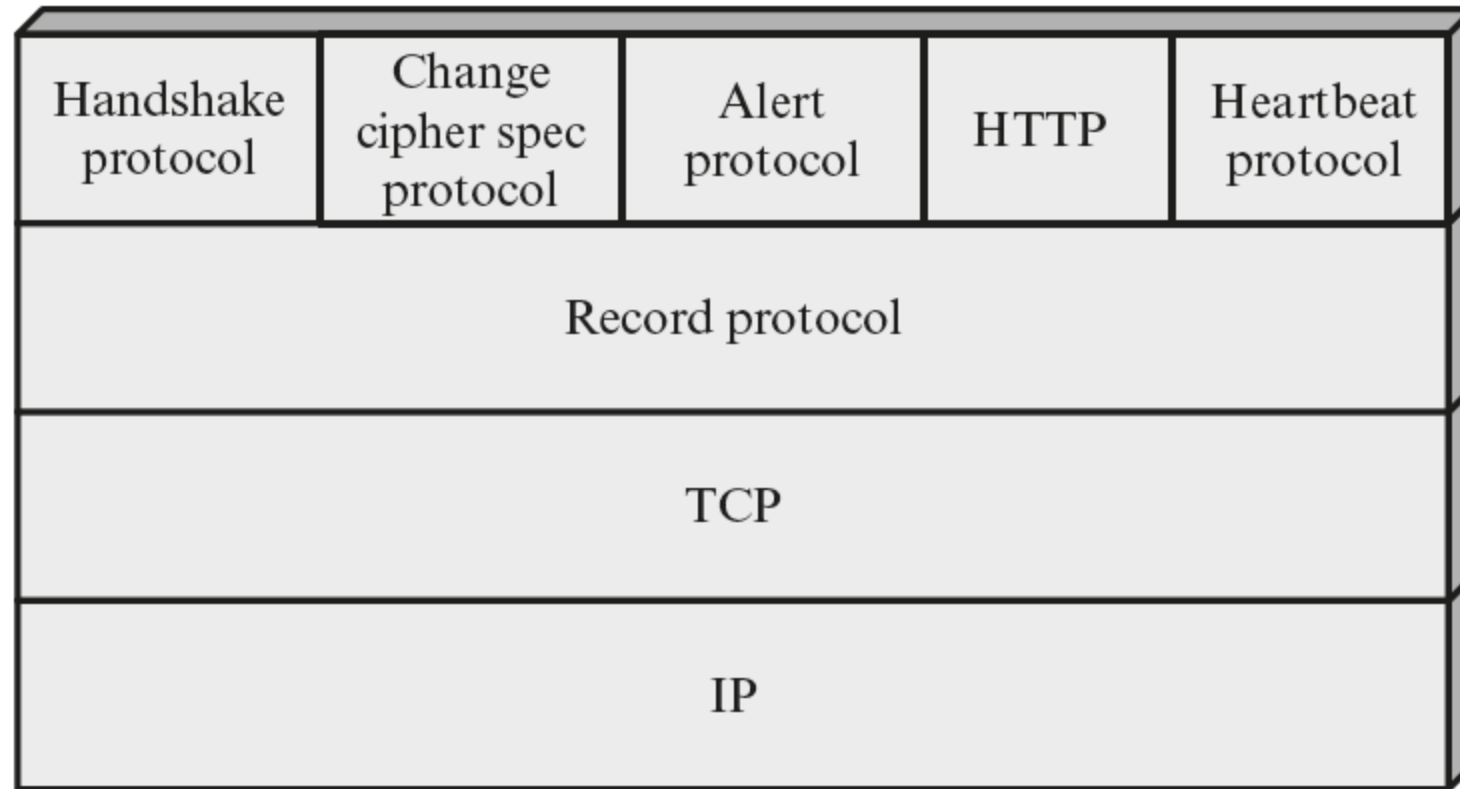 Handshake
protocol
Change
cipher spec
protocol
Alert
protocol
HTTP
Heartbeat
protocol
Record protocol
TCP
IP